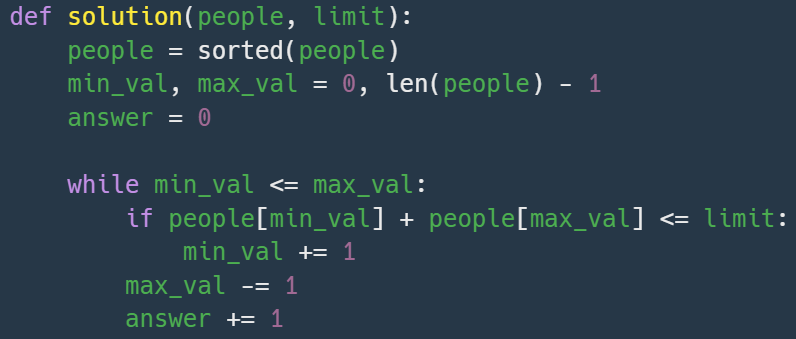 def solution(people, limit):
    people = sorted(people)
    min_val, max_val = 0, len(people) - 1
    answer = 0

    while min_val <= max_val:
        if people[min_val] + people[max_val] <= limit:
            min_val += 1
        max_val -= 1
        answer += 1